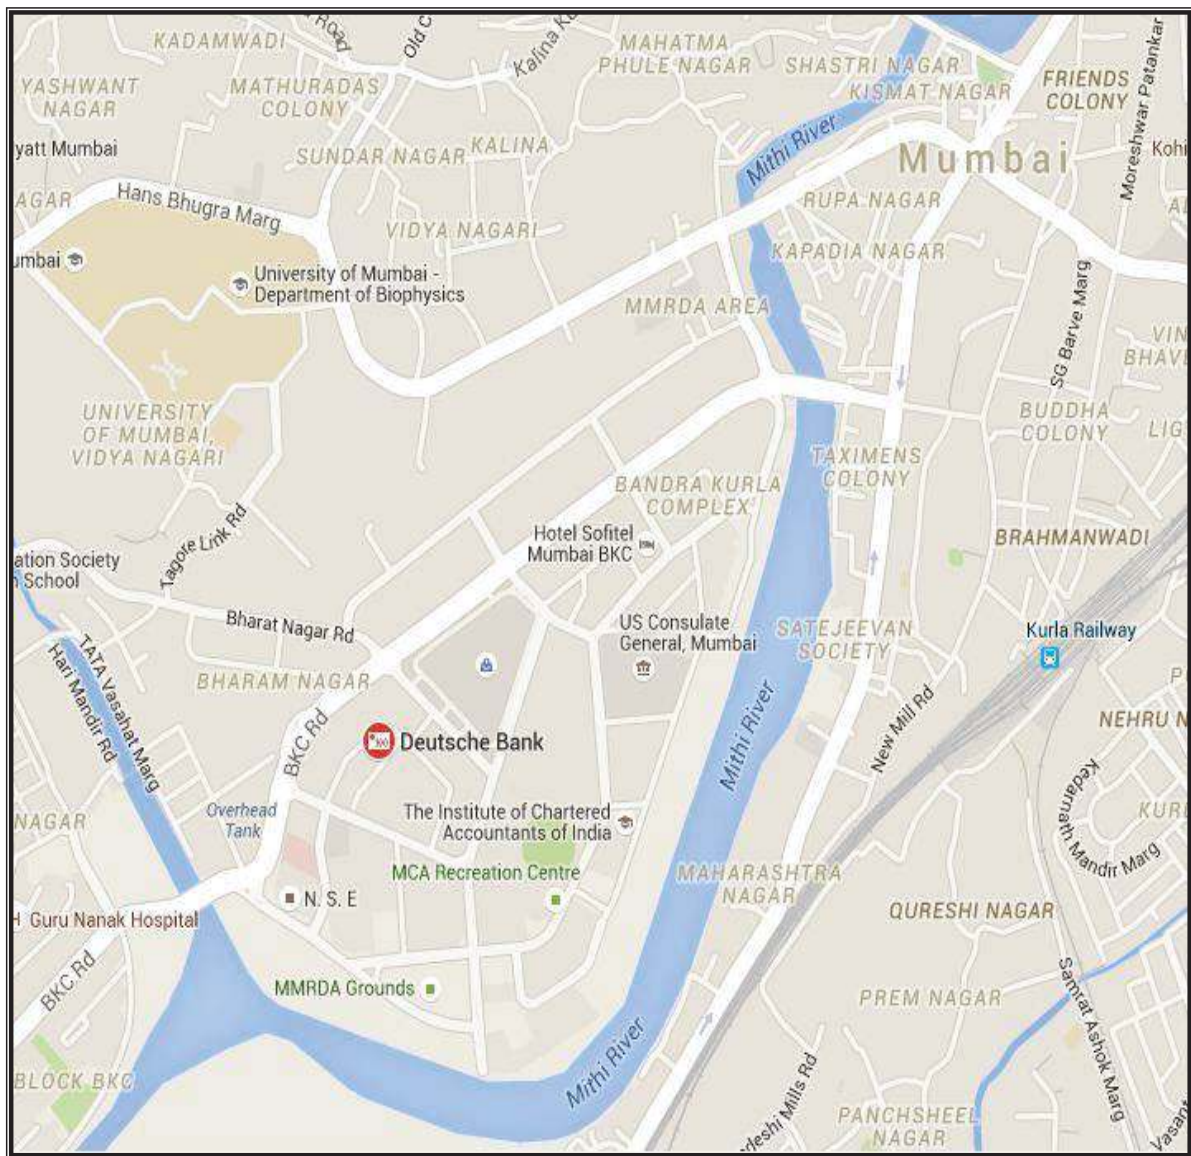 Road
Old C
KADAMWADI
Kalina K
MAHATMA
PHULE NAGAR
SHASTRI NAGAR
KISMAT NAGAR
FRIENDS
COLONY
Moreshwar Patankar
YASHWANT
NAGAR
MATHURADAS
COLONY
yatt Mumbai
SUNDAR NAGAR
KALINA
Mithi River
Mumbai
Kohi
AGAR
Hans Bhugra Marg
VIDYA NAGARI
RUPA NAGAR
KAPADIA NAGAR
umbai
University of Mumbai -
Department of Biophysics
MMRDA AREA
SG Barve Marg
VIN
BHAVE
UNIVERSITY
OF MUMBAI,
VIDYA NAGARI
BUDDHA
COLONY
LIG
TAXIMENS
COLONY
BANDRA KURLA
COMPLEX
Tagore Link Rd
Hotel Sofitel
Mumbai BKC
BRAHMANWADI
ation Society
n School
Bharat Nagar Rd
US Consulate
General, Mumbai
SATEJEEVAN
SOCIETY
Kurla Railway
TATA Vasahat Marg
Hari Mandir Rd
BHARAM NAGAR
BKC Rd
Deutsche Bank
Mithi River
New Mill Rd
NEHRU N
Kedarnath Mandir Marg
KURL
NAGAR
Overhead
Tank
The Institute of Chartered
Accountants of India
MCA Recreation Centre
MAHARASHTRA
NAGAR
N. S. E
H Guru Nanak Hospital
QURESHI NAGAR
BKC Rd
MMRDA Grounds
PREM NAGAR
Samrat Ashok Marg
Mithi River
BLOCK BKC
deshi Mills Rd
PANCHSHEEL
NAGAR
Vasant